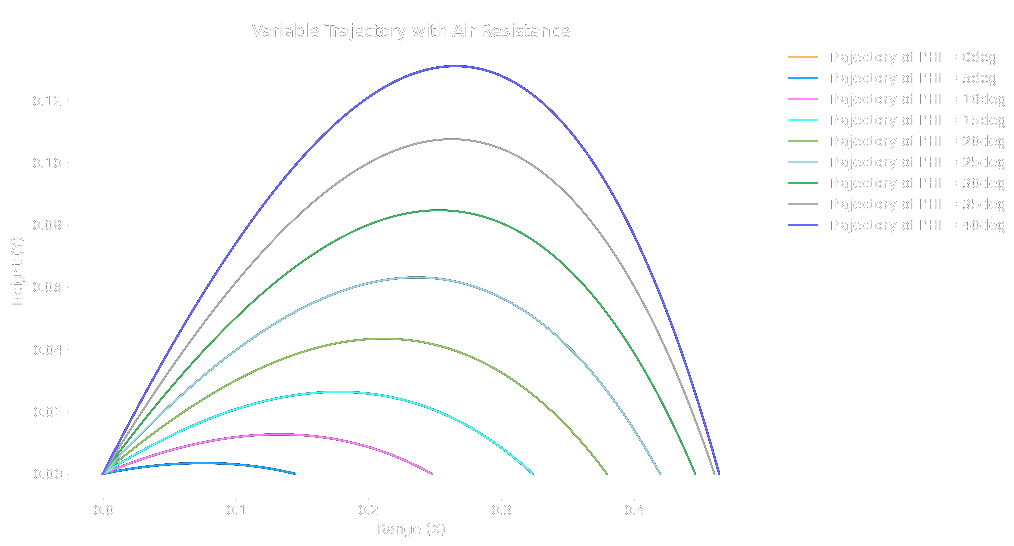 Variable Trajectory with Air Resistance
Trajectory of PHI = 0deg
Trajectory of PHI = 5deg
Trajectory of PHI = 10deg
Trajectory of PHI = 15deg
Trajectory of PHI = 20deg
Trajectory of PHI = 25deg
Trajectory of PHI = 30deg
Trajectory of PHI = 35deg
Trajectory of PHI = 40deg
0.12
0.10
0.08
0.06
0.04
0.02
0.00
Height (Y)
0.0 0.1 0.2 0.3 0.4
Range (X)